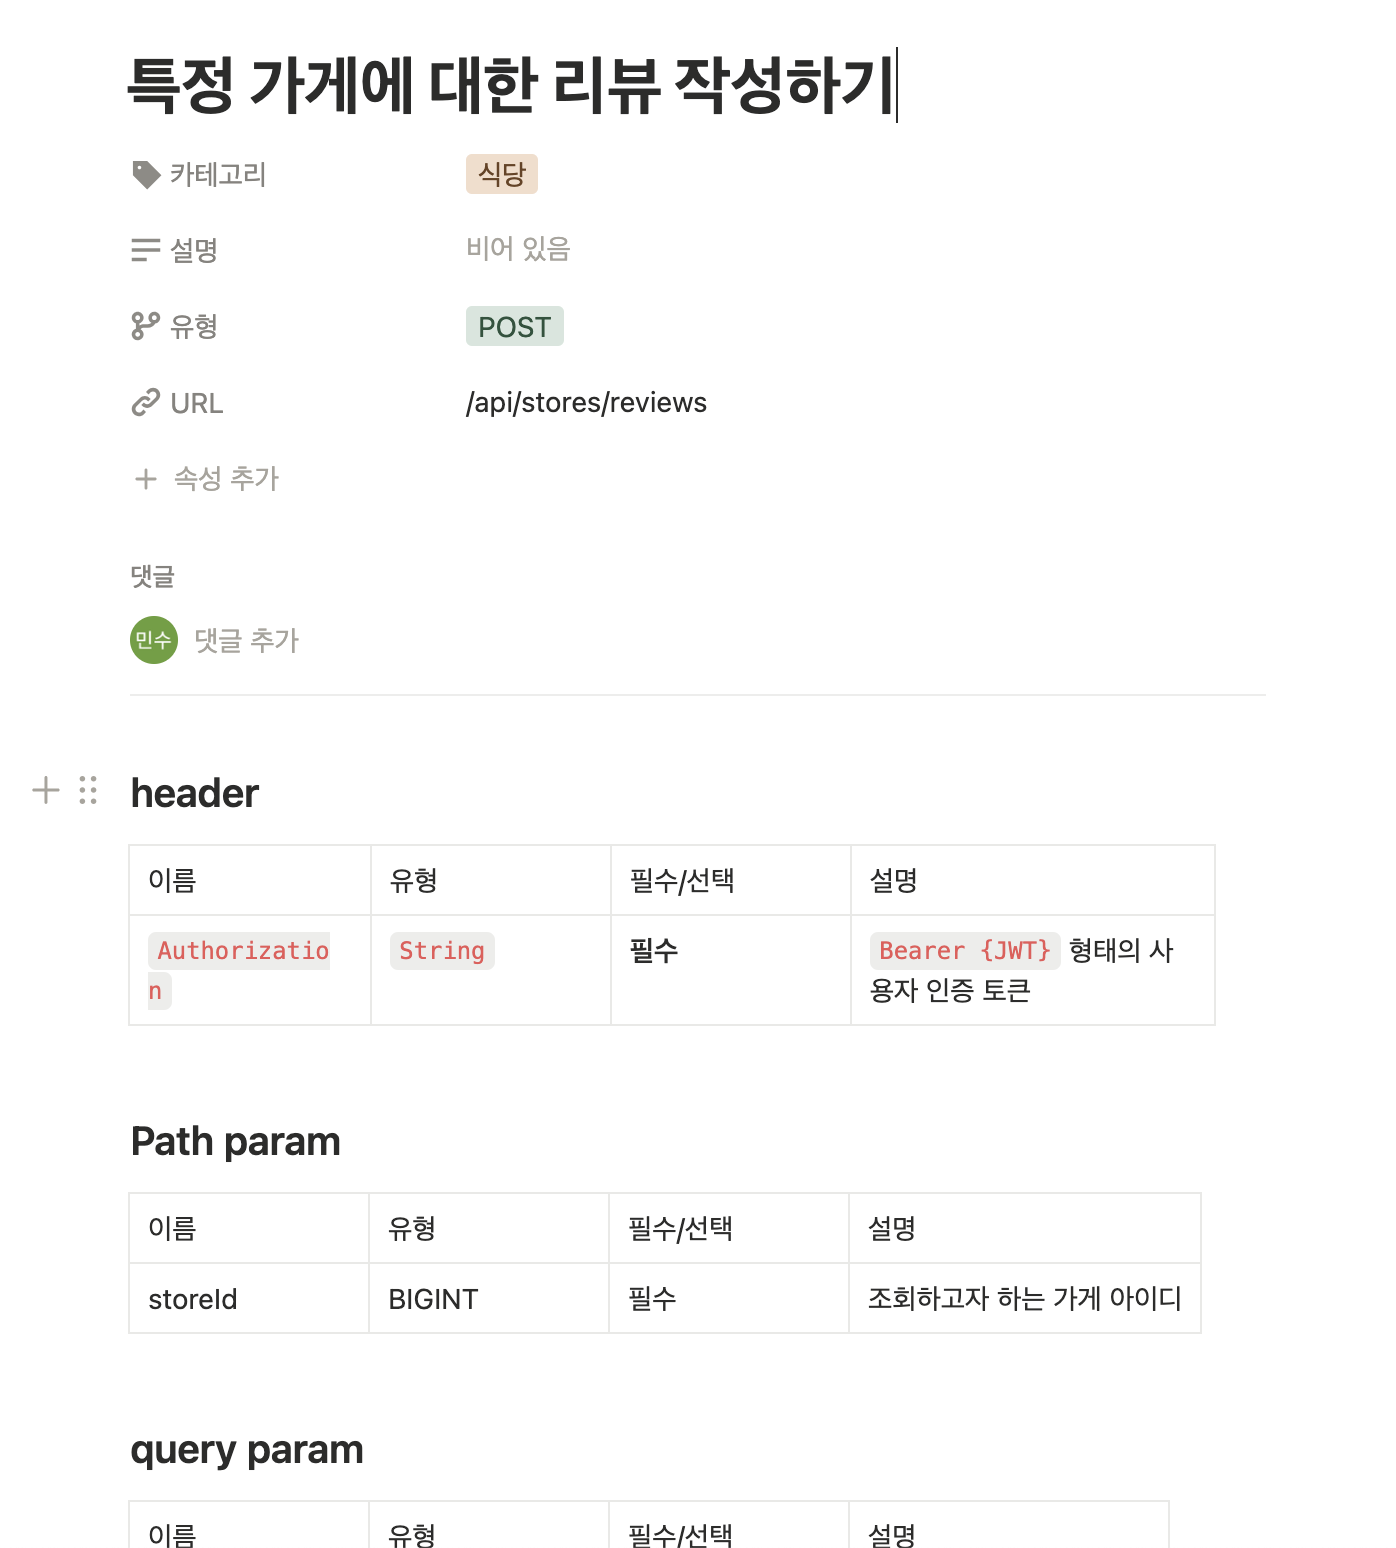 특정 가게에 대한 리뷰 작성하기
카테고리 식당
설명 비어 있음
유형 POST
URL /api/stores/reviews
속성 추가
댓글
민수 댓글 추가
header
이름 유형 필수/선택 설명
Authorizatio String 필수 Bearer {JWT} 형태의 사
n 용자 인증 토큰
Path param
이름 유형 필수/선택 설명
storeId BIGINT 필수 조회하고자 하는 가게 아이디
query param
이름 유형 필수/선택 설명